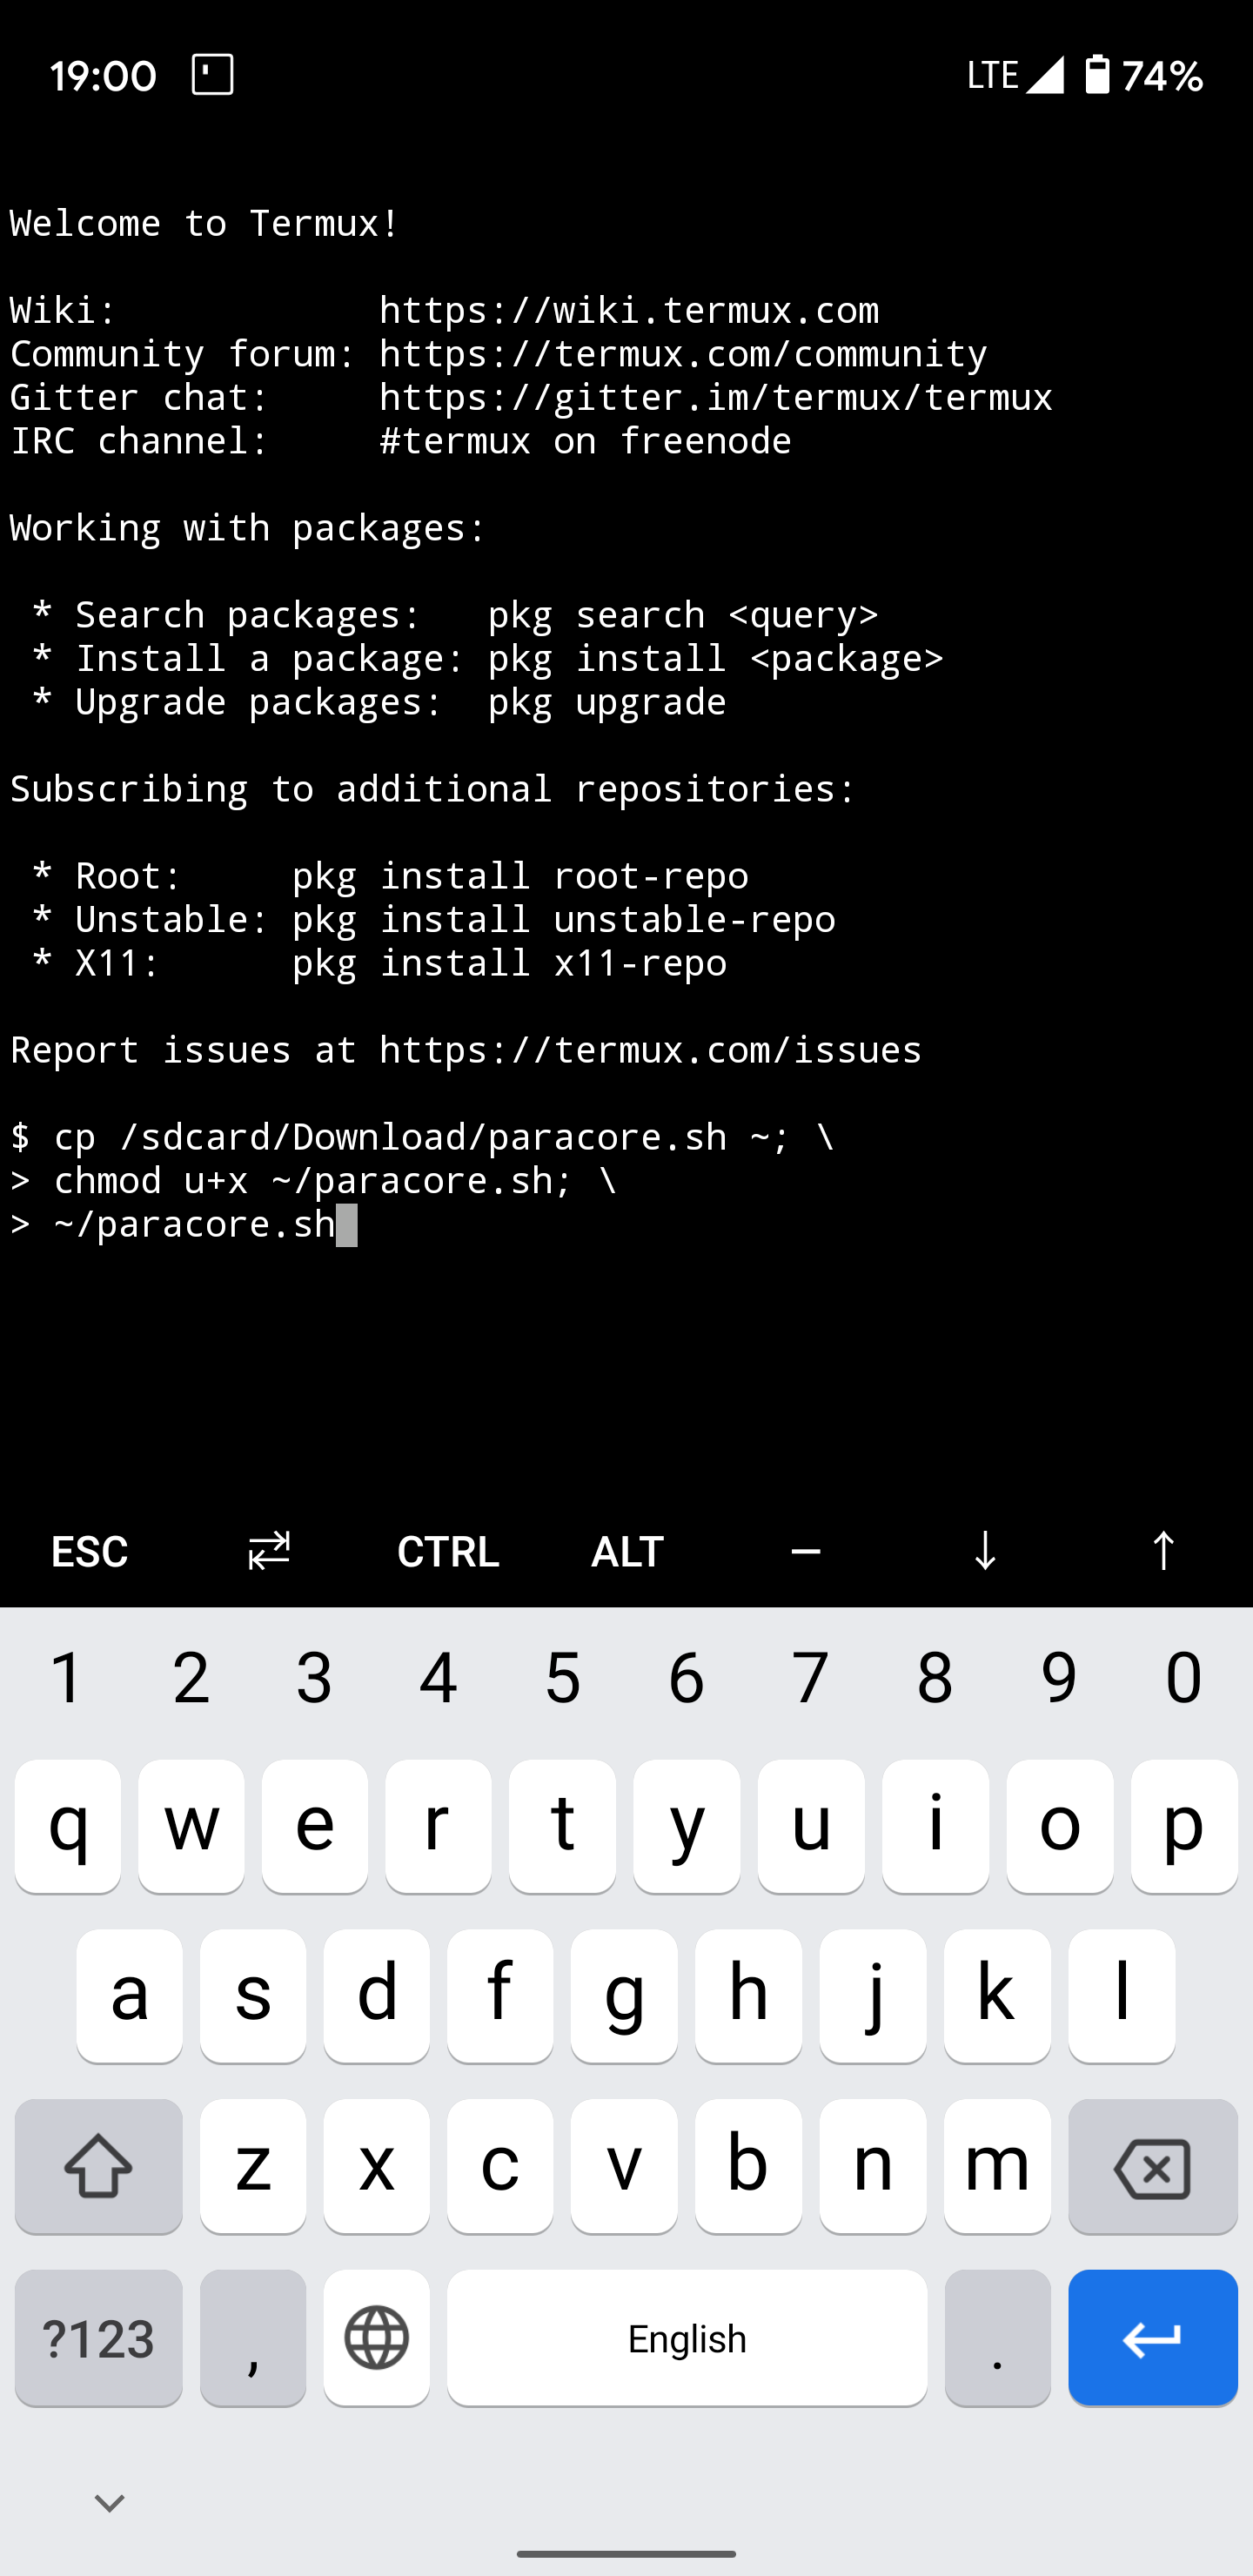 19:00 LTE 74%
Welcome to Termux!
Wiki:            https://wiki.termux.com
Community forum: https://termux.com/community
Gitter chat:     https://gitter.im/termux/termux
IRC channel:     #termux on freenode
Working with packages:
 * Search packages:   pkg search <query>
 * Install a package: pkg install <package>
 * Upgrade packages:  pkg upgrade
Subscribing to additional repositories:
 * Root:     pkg install root-repo
 * Unstable: pkg install unstable-repo
 * X11:      pkg install x11-repo
Report issues at https://termux.com/issues
$ cp /sdcard/Download/paracore.sh ~; \
> chmod u+x ~/paracore.sh; \
> ~/paracore.sh
ESC ⇄ CTRL ALT — ↓ ↑
1 2 3 4 5 6 7 8 9 0
q w e r t y u i o p
a s d f g h j k l
z x c v b n m
?123 , English .